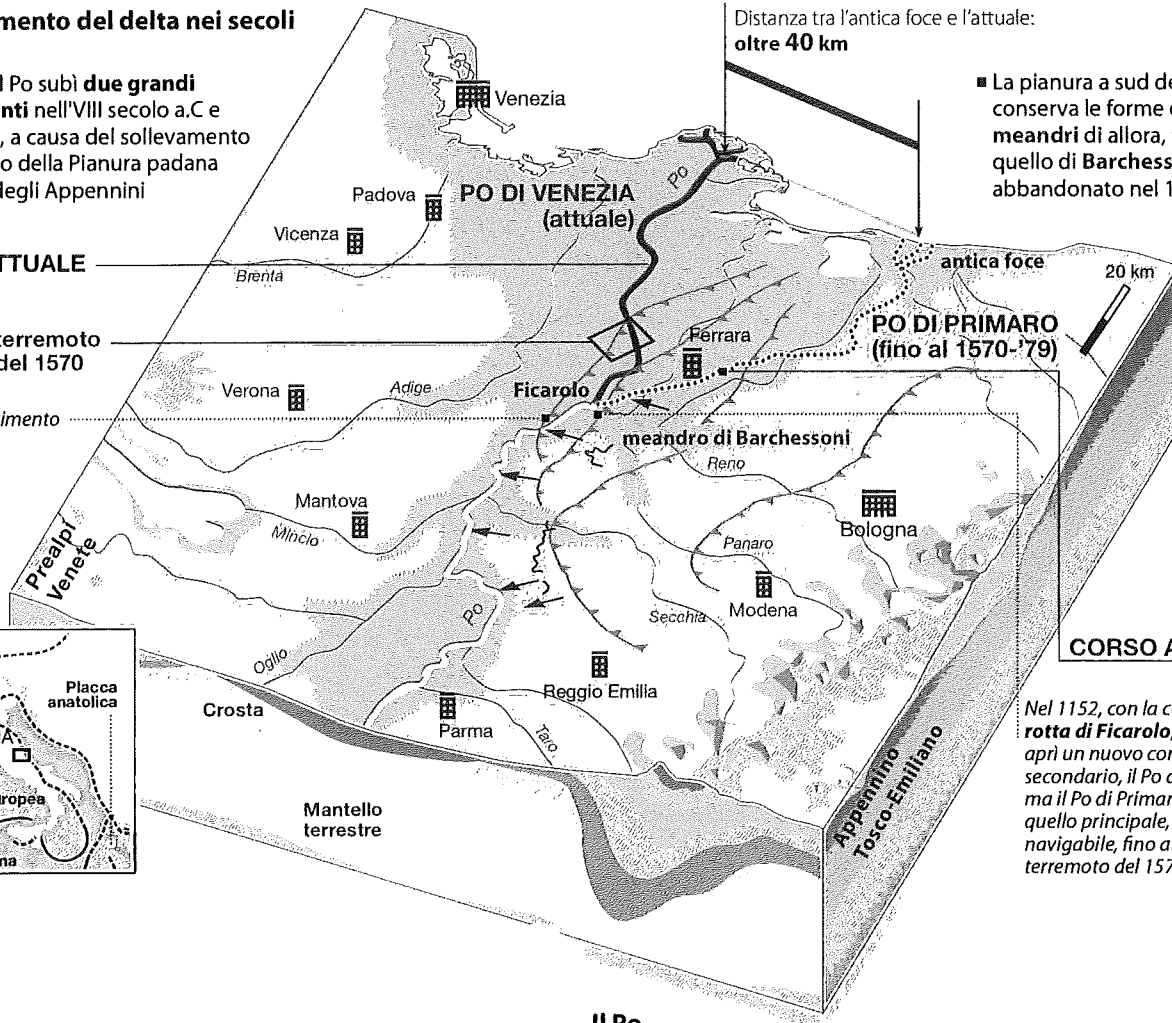 mento del delta nei secoli
l Po subì due grandi
nti nell'VIII secolo a.C e
, a causa del sollevamento
o della Pianura padana
degli Appennini
Distanza tra l'antica foce e l'attuale:
oltre 40 km
■ La pianura a sud de
conserva le forme
meandri di allora,
quello di Barchess
abbandonato nel 1
Venezia
Padova
Vicenza
Brenta
PO DI VENEZIA
(attuale)
Po
TTUALE
antica foce
20 km
terremoto
del 1570
PO DI PRIMARO
(fino al 1570-'79)
Ferrara
Verona
Adige
Ficarolo
imento
meandro di Barchessoni
Reno
Mantova
Mincio
Bologna
Prealpi
Venete
Panaro
Modena
Secchia
Po
Oglio
Reggio Emilia
CORSO A
Placca
anatolica
Crosta
Parma
Taro
A
ropea
na
Mantello
terrestre
Appennino
Tosco-Emiliano
Nel 1152, con la c
rotta di Ficarolo,
aprì un nuovo cor
secondario, il Po
ma il Po di Primar
quello principale,
navigabile, fino a
terremoto del 157
Il Po